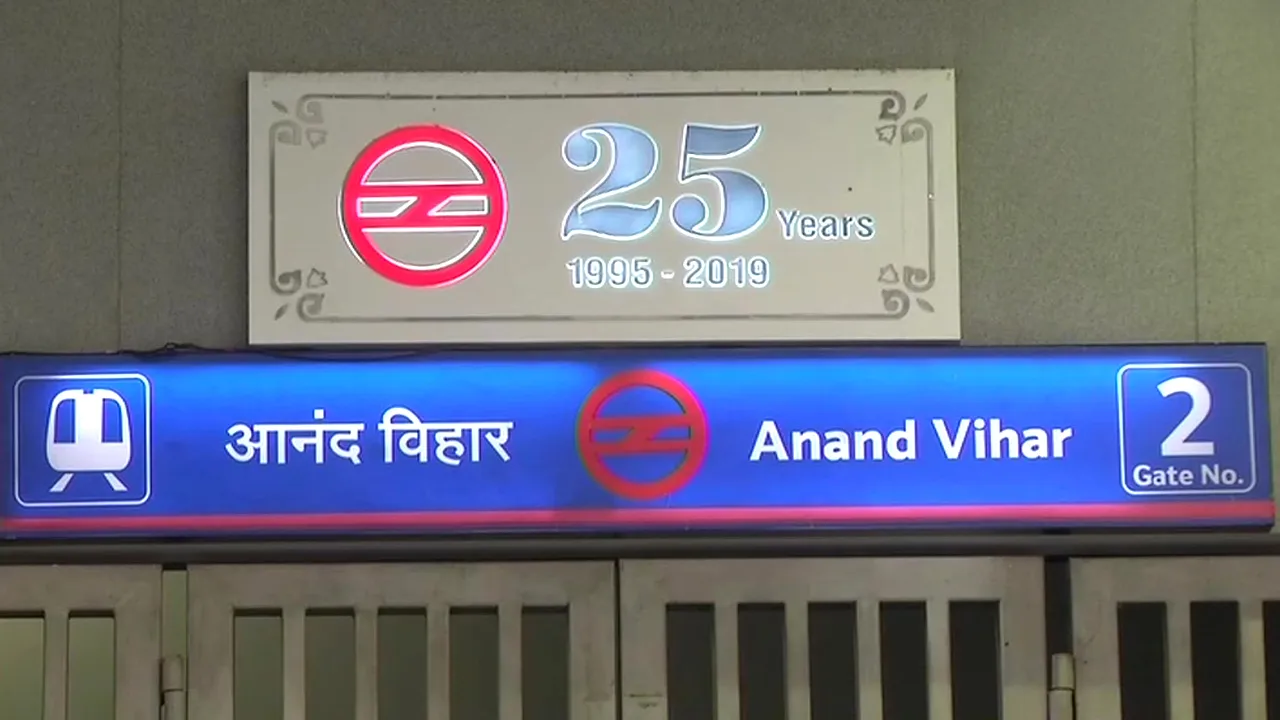 25 Years
1995 - 2019
आनंद विहार
Anand Vihar
2
Gate No.